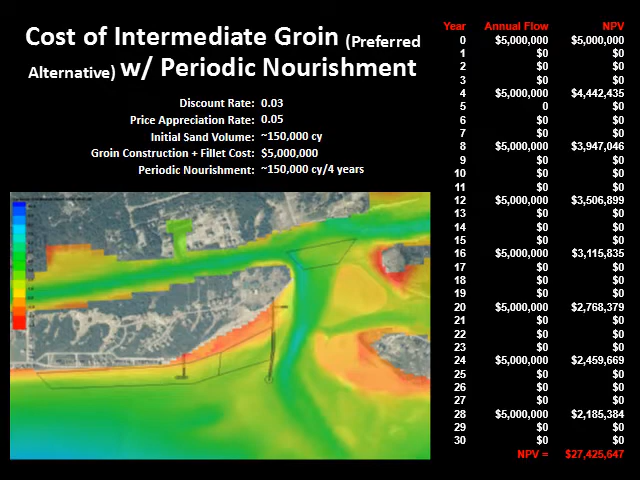 Cost of Intermediate Groin (Preferred
Alternative) w/ Periodic Nourishment
Discount Rate: 0.03
Price Appreciation Rate: 0.05
Initial Sand Volume: ~150,000 cy
Groin Construction + Fillet Cost: $5,000,000
Periodic Nourishment: ~150,000 cy/4 years
Year Annual Flow NPV
0 $5,000,000 $5,000,000
1 $0 $0
2 $0 $0
3 $0 $0
4 $5,000,000 $4,442,435
5 0 $0
6 $0 $0
7 $0 $0
8 $5,000,000 $3,947,046
9 $0 $0
10 $0 $0
11 $0 $0
12 $5,000,000 $3,506,899
13 $0 $0
14 $0 $0
15 $0 $0
16 $5,000,000 $3,115,835
17 $0 $0
18 $0 $0
19 $0 $0
20 $5,000,000 $2,768,379
21 $0 $0
22 $0 $0
23 $0 $0
24 $5,000,000 $2,459,669
25 $0 $0
26 $0 $0
27 $0 $0
28 $5,000,000 $2,185,384
29 $0 $0
30 $0 $0
NPV = $27,425,647